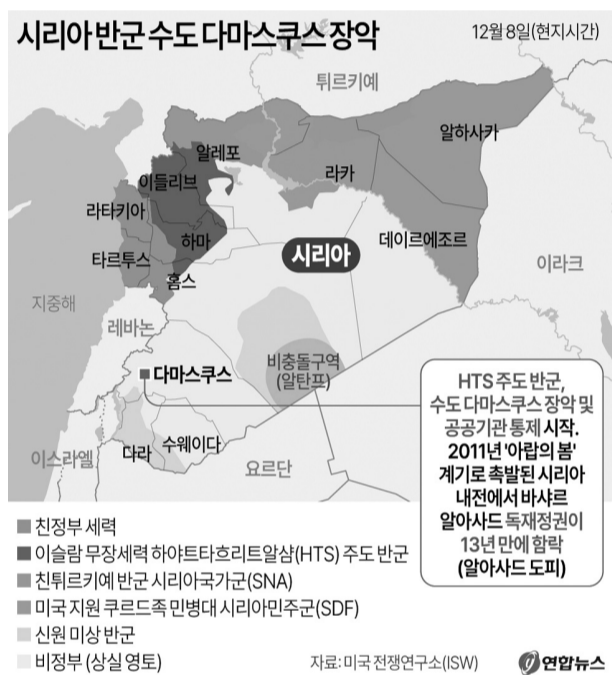 시리아 반군 수도 다마스쿠스 장악
12월 8일(현지시간)
튀르키예
알하사카
알레포
라카
이들리브
라타키아
하마
데이르에조르
시리아
타르투스
이라크
홈스
지중해
레바논
비충돌구역
(알탄프)
다마스쿠스
HTS 주도 반군,
수도 다마스쿠스 장악 및
공공기관 통제 시작.
2011년 '아랍의 봄'
계기로 촉발된 시리아
내전에서 바샤르
알아사드 독재정권이
13년 만에 함락
(알아사드 도피)
수웨이다
다라
이스라엘
요르단
친정부 세력
이슬람 무장세력 하야트타흐리트알샴(HTS) 주도 반군
친튀르키예 반군 시리아국가군(SNA)
미국 지원 쿠르드족 민병대 시리아민주군(SDF)
신원 미상 반군
비정부 (상실 영토)
자료: 미국 전쟁연구소(ISW)
연합뉴스